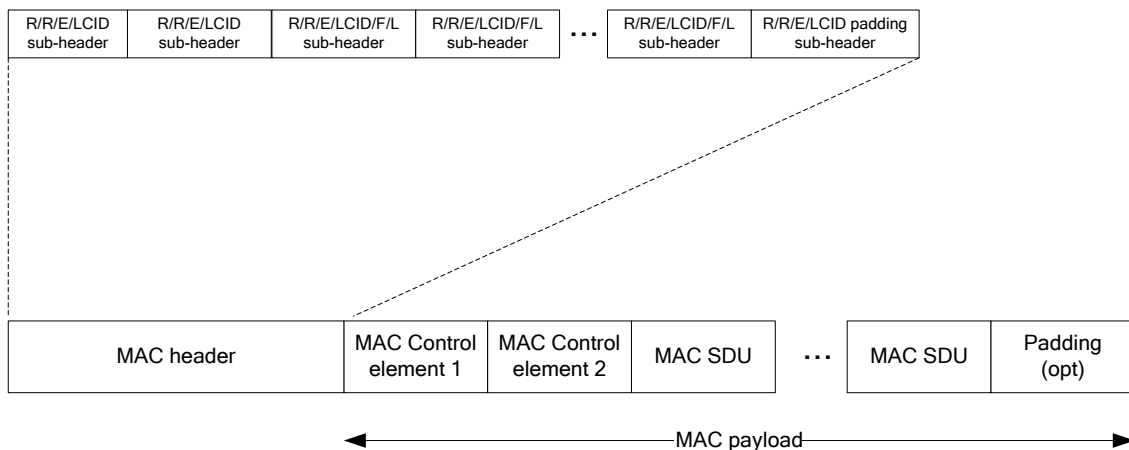 R/R/E/LCID
sub-header
R/R/E/LCID
sub-header
R/R/E/LCID/F/L
sub-header
R/R/E/LCID/F/L
sub-header
...
R/R/E/LCID/F/L
sub-header
R/R/E/LCID padding
sub-header
MAC header
MAC Control
element 1
MAC Control
element 2
MAC SDU
...
MAC SDU
Padding
(opt)
MAC payload